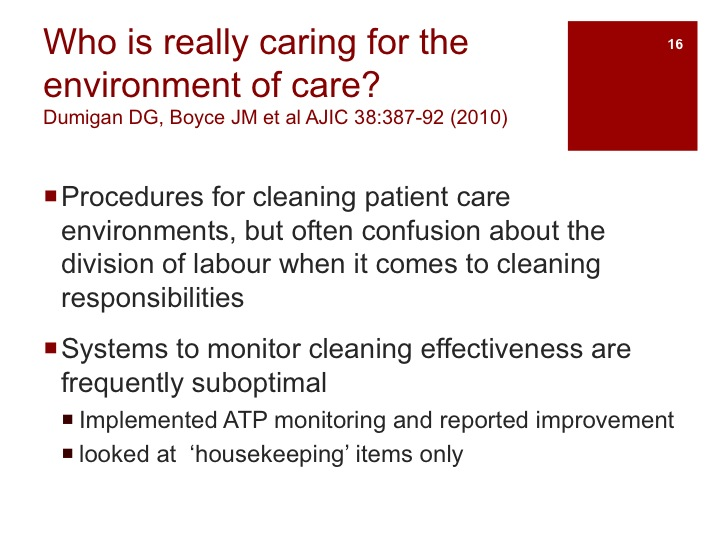 Who is really caring for the
environment of care?
Dumigan DG, Boyce JM et al AJIC 38:387-92 (2010)
16
Procedures for cleaning patient care
environments, but often confusion about the
division of labour when it comes to cleaning
responsibilities
Systems to monitor cleaning effectiveness are
frequently suboptimal
Implemented ATP monitoring and reported improvement
looked at ‘housekeeping’ items only